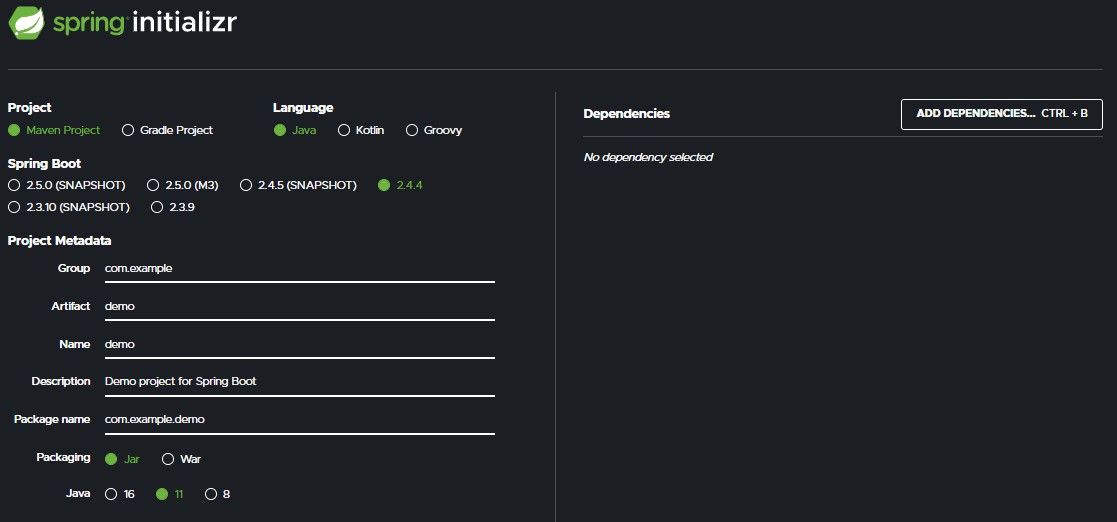 spring initializr
Project
Maven Project Gradle Project
Language
Java Kotlin Groovy
Spring Boot
2.5.0 (SNAPSHOT) 2.5.0 (M3) 2.4.5 (SNAPSHOT) 2.4.4
2.3.10 (SNAPSHOT) 2.3.9
Project Metadata
Group com.example
Artifact demo
Name demo
Description Demo project for Spring Boot
Package name com.example.demo
Packaging Jar War
Java 16 11 8
Dependencies
ADD DEPENDENCIES... CTRL + B
No dependency selected